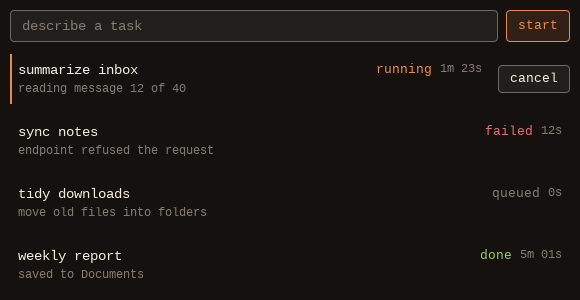 describe a task start
summarize inbox running 1m 23s cancel
reading message 12 of 40
sync notes failed 12s
endpoint refused the request
tidy downloads queued 0s
move old files into folders
weekly report done 5m 01s
saved to Documents